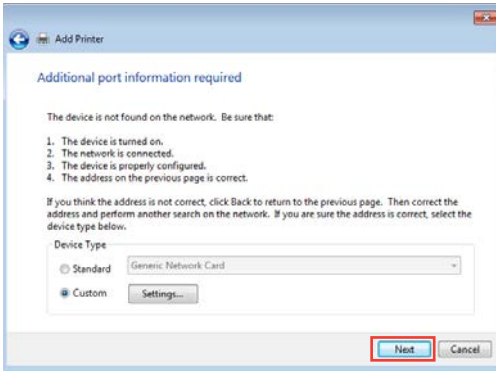 Add Printer
Additional port information required
The device is not found on the network. Be sure that:
1. The device is turned on.
2. The network is connected.
3. The device is properly configured.
4. The address on the previous page is correct.
If you think the address is not correct, click Back to return to the previous page. Then correct the
address and perform another search on the network. If you are sure the address is correct, select the
device type below.
Device Type
Standard Generic Network Card
Custom Settings...
Next Cancel